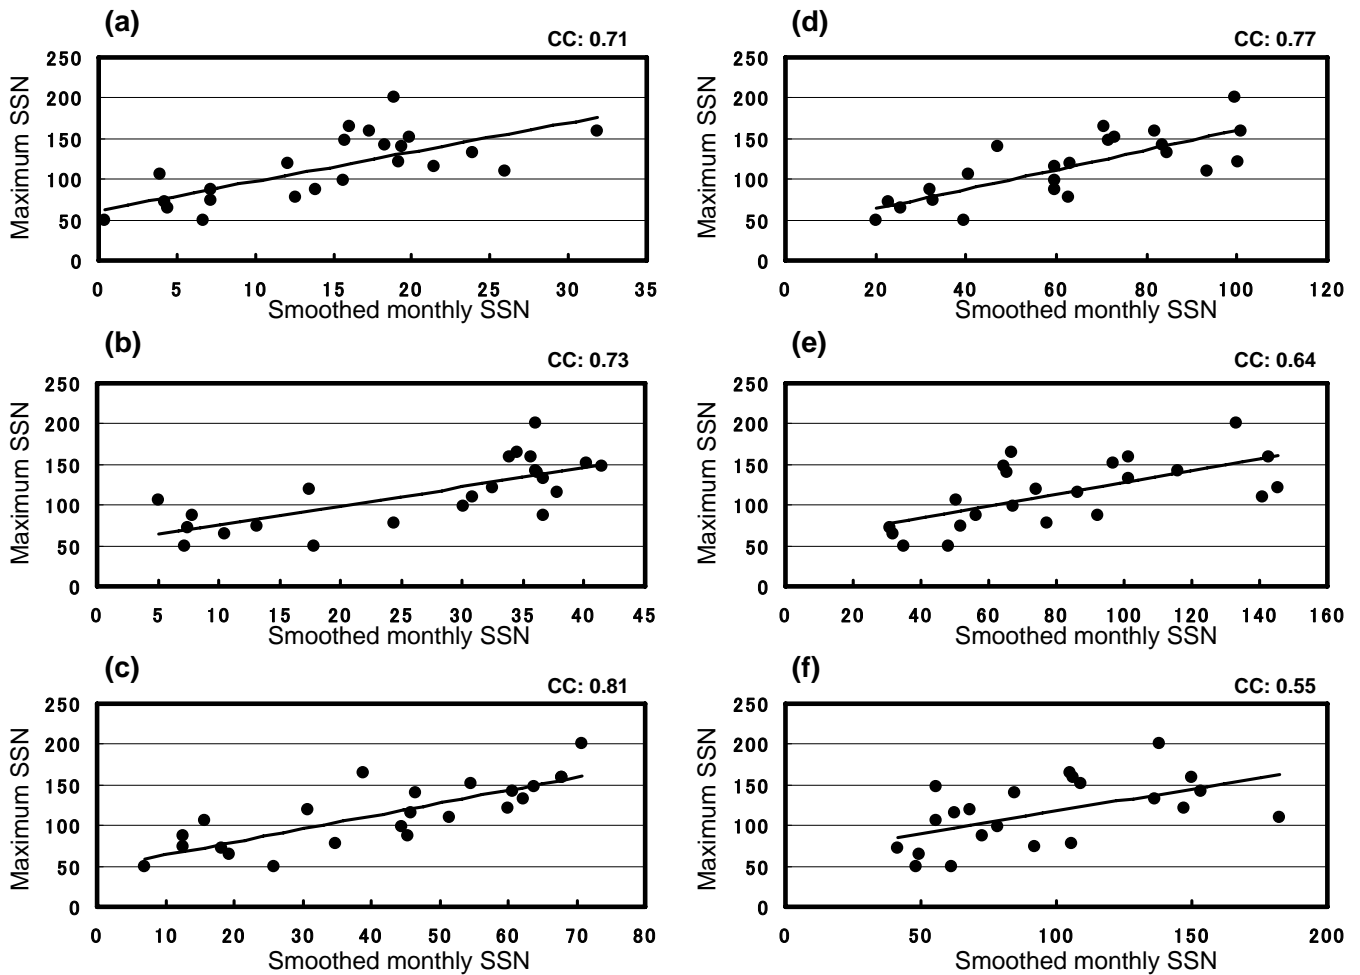 (a)
CC: 0.71
Maximum SSN
250
200
150
100
50
0
0 5 10 15 20 25 30 35
Smoothed monthly SSN
(d)
CC: 0.77
Maximum SSN
250
200
150
100
50
0
0 20 40 60 80 100 120
Smoothed monthly SSN
(b)
CC: 0.73
Maximum SSN
250
200
150
100
50
0
0 5 10 15 20 25 30 35 40 45
Smoothed monthly SSN
(e)
CC: 0.64
Maximum SSN
250
200
150
100
50
0
0 20 40 60 80 100 120 140 160
Smoothed monthly SSN
(c)
CC: 0.81
Maximum SSN
250
200
150
100
50
0
0 10 20 30 40 50 60 70 80
Smoothed monthly SSN
(f)
CC: 0.55
Maximum SSN
250
200
150
100
50
0
0 50 100 150 200
Smoothed monthly SSN